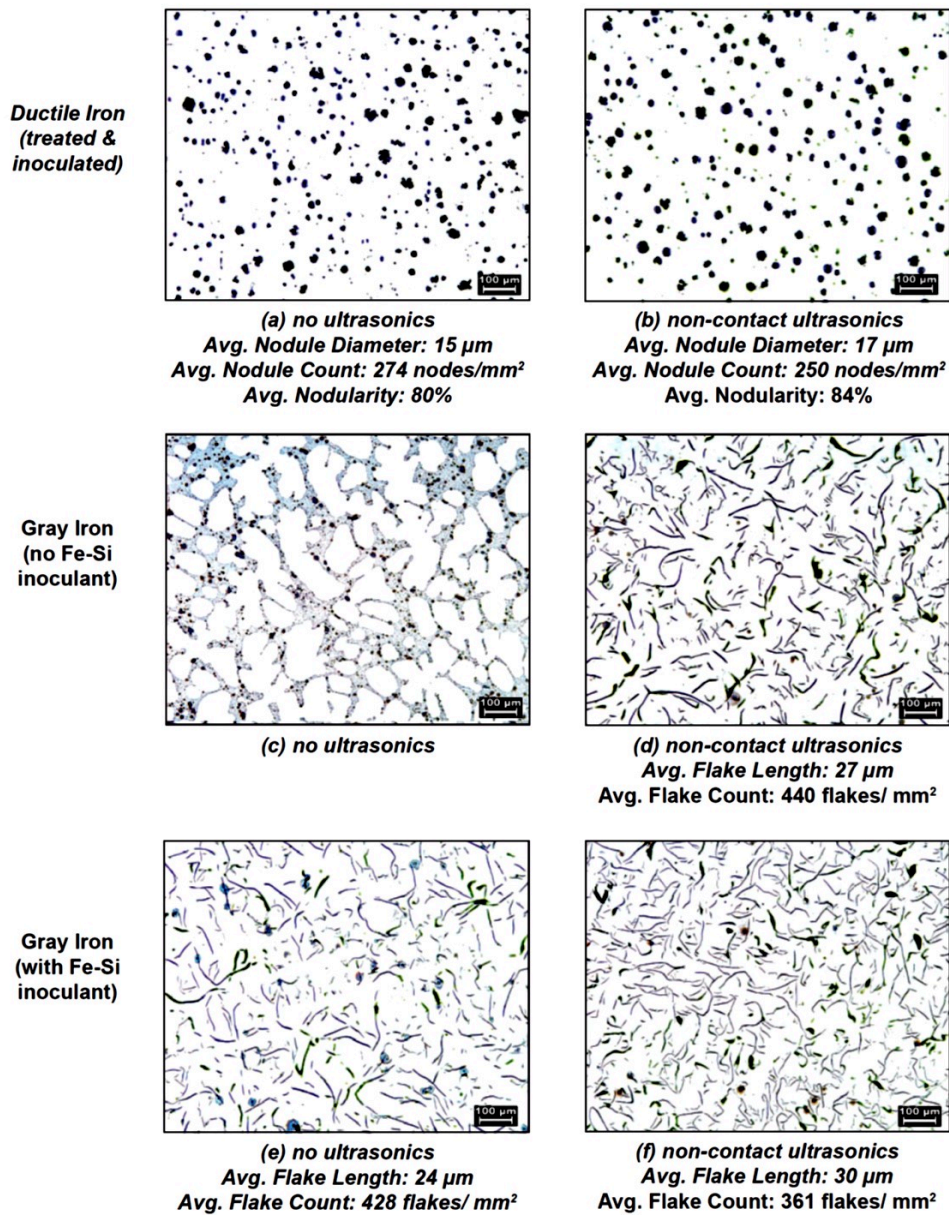 Ductile Iron
(treated &
inoculated)
100 µm
100 µm
(a) no ultrasonics
Avg. Nodule Diameter: 15 µm
Avg. Nodule Count: 274 nodes/mm²
Avg. Nodularity: 80%
(b) non-contact ultrasonics
Avg. Nodule Diameter: 17 µm
Avg. Nodule Count: 250 nodes/mm²
Avg. Nodularity: 84%
Gray Iron
(no Fe-Si
inoculant)
100 µm
100 µm
(c) no ultrasonics
(d) non-contact ultrasonics
Avg. Flake Length: 27 µm
Avg. Flake Count: 440 flakes/ mm²
Gray Iron
(with Fe-Si
inoculant)
100 µm
100 µm
(e) no ultrasonics
Avg. Flake Length: 24 µm
Avg. Flake Count: 428 flakes/ mm²
(f) non-contact ultrasonics
Avg. Flake Length: 30 µm
Avg. Flake Count: 361 flakes/ mm²